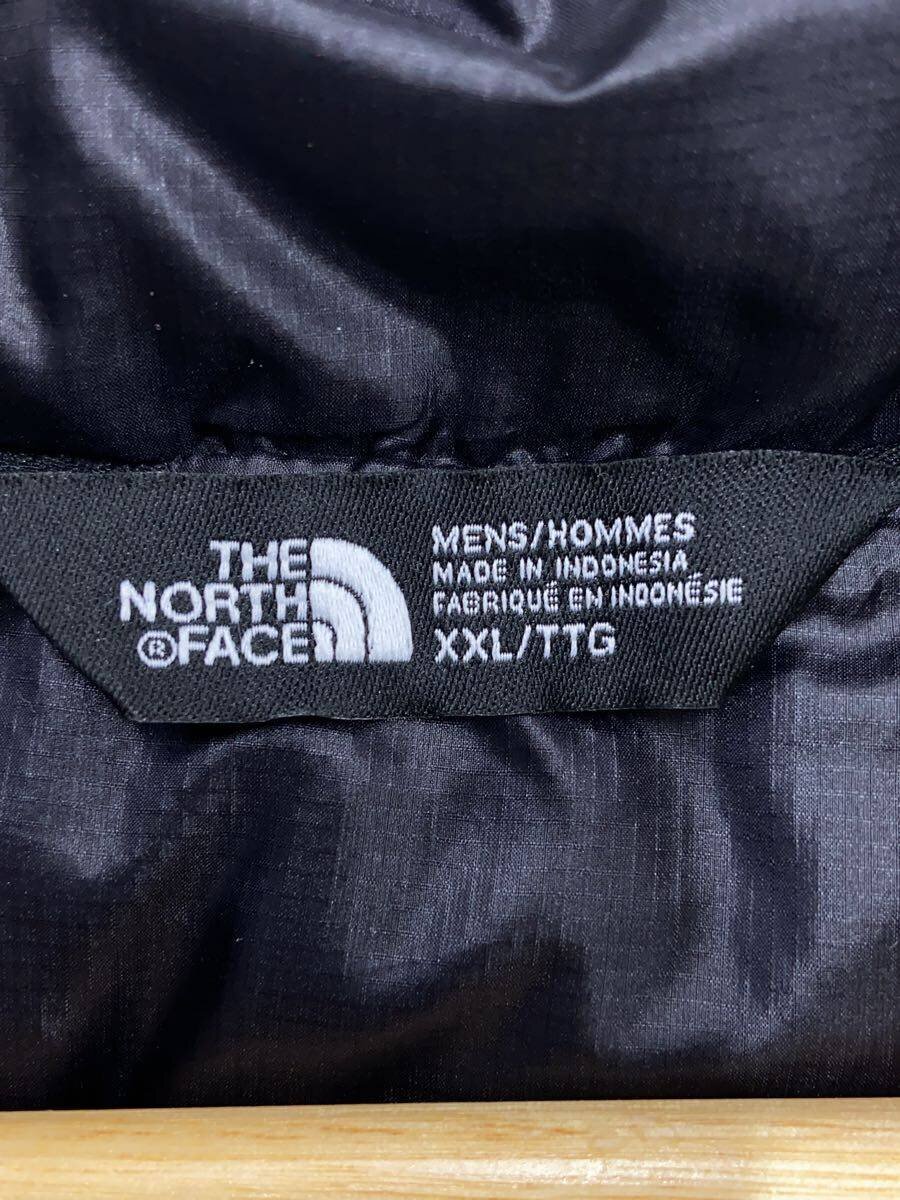 THE
NORTH
®FACE
MENS/HOMMES
MADE IN INDONESIA
FABRIQUÉ EN INDONÉSIE
XXL/TTG